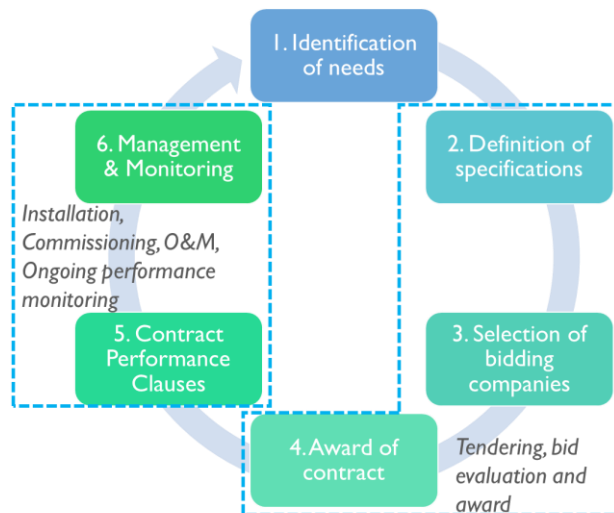 1. Identification
of needs
2. Definition of
specifications
3. Selection of
bidding
companies
Tendering, bid
evaluation and
award
4. Award of
contract
5. Contract
Performance
Clauses
Installation,
Commissioning, O&M,
Ongoing performance
monitoring
6. Management
& Monitoring